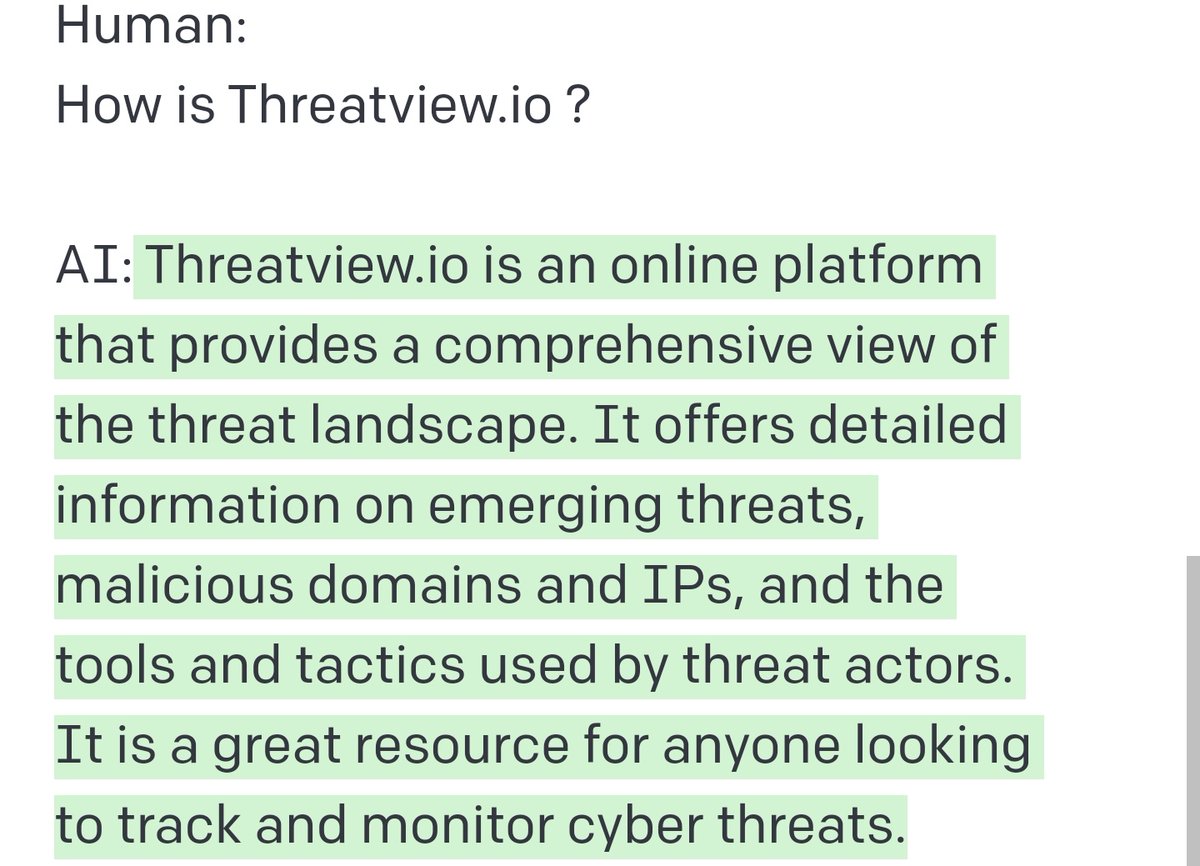 Human:
How is Threatview.io ?
AI: Threatview.io is an online platform
that provides a comprehensive view of
the threat landscape. It offers detailed
information on emerging threats,
malicious domains and IPs, and the
tools and tactics used by threat actors.
It is a great resource for anyone looking
to track and monitor cyber threats.